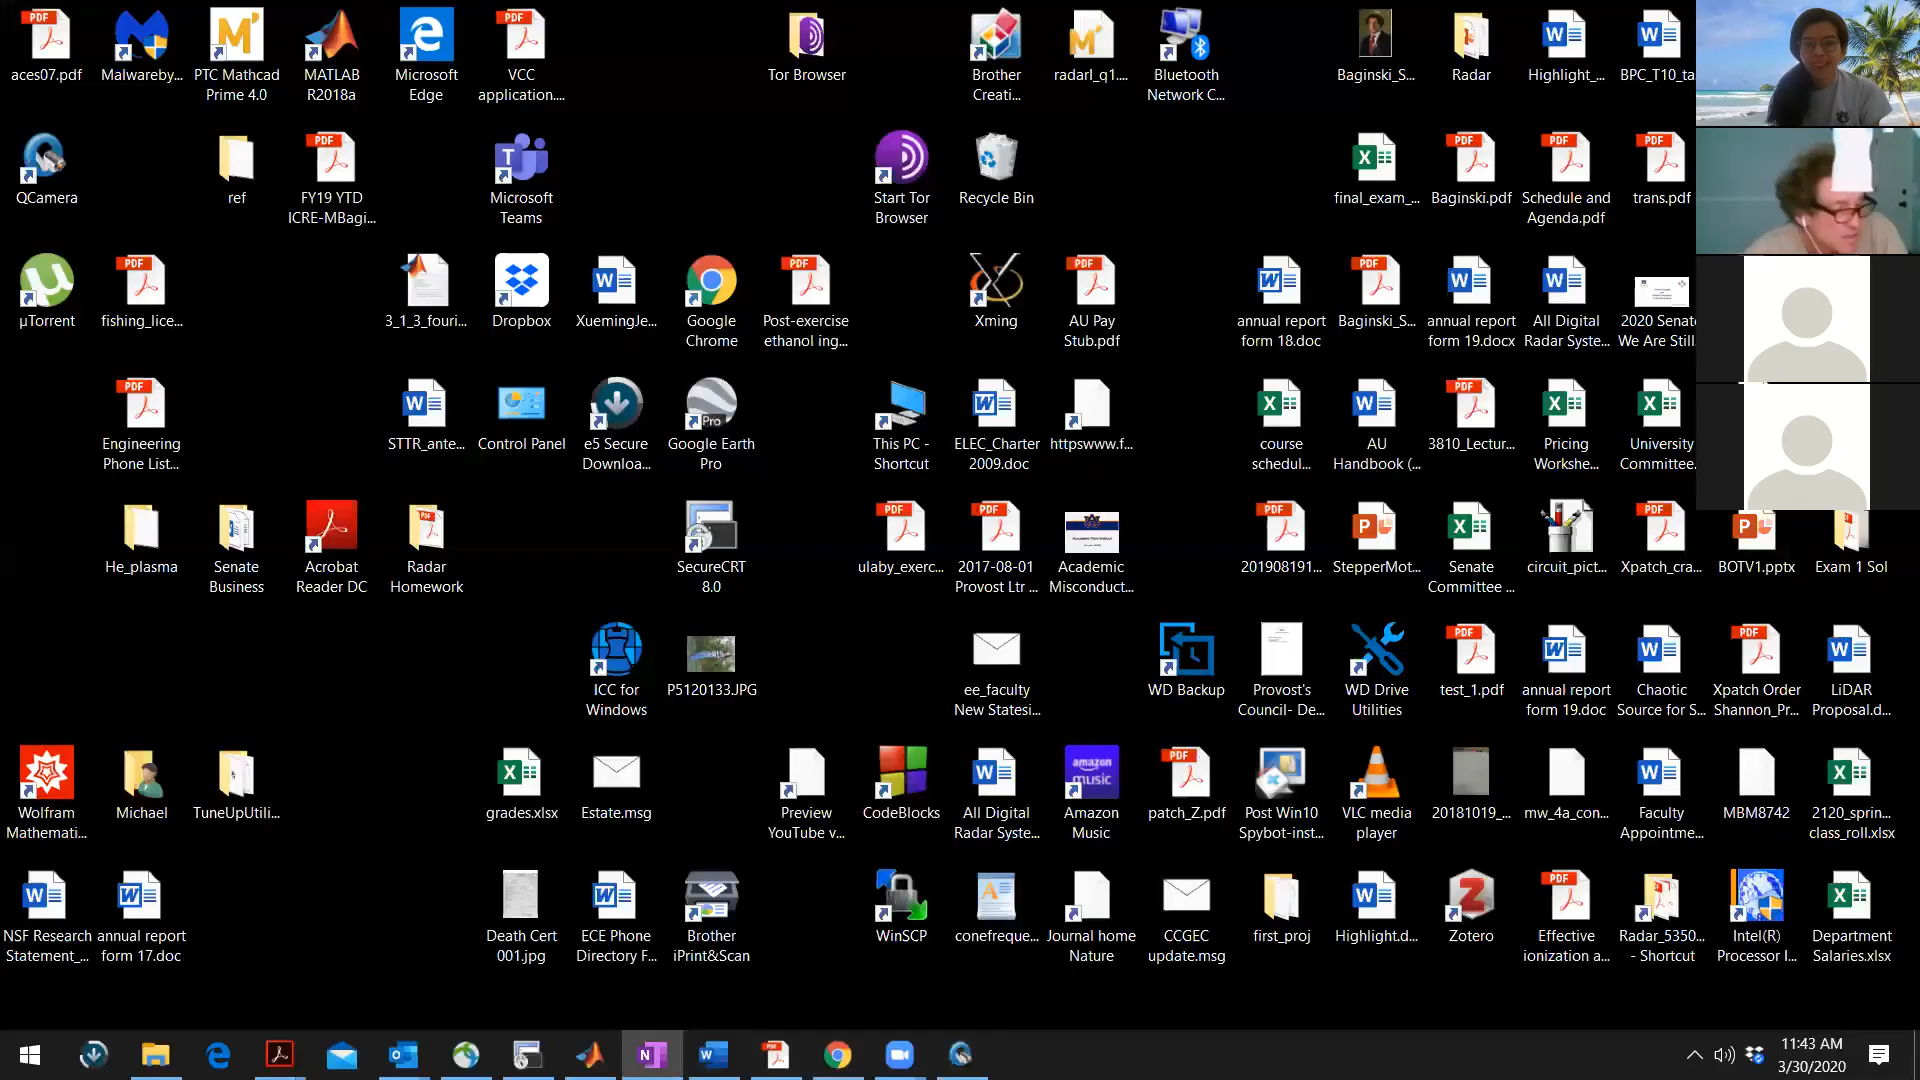 aces07.pdf
Malwareby...
PTC Mathcad
Prime 4.0
MATLAB
R2018a
Microsoft
Edge
VCC
application....
Tor Browser
Brother
Creati...
radarI_q1....
Bluetooth
Network C...
Baginski_S...
Radar
Highlight_...
BPC_T10_ta
QCamera
ref
FY19 YTD
ICRE-MBagi...
Microsoft
Teams
Start Tor
Browser
Recycle Bin
final_exam_...
Baginski.pdf
Schedule and
Agenda.pdf
trans.pdf
µTorrent
fishing_lice...
3_1_3_fouri...
Dropbox
XuemingJe...
Google
Chrome
Post-exercise
ethanol ing...
Xming
AU Pay
Stub.pdf
annual report
form 18.doc
Baginski_S...
annual report
form 19.docx
All Digital
Radar Syste...
2020 Senate
We Are Still
Engineering
Phone List...
STTR_ante...
Control Panel
e5 Secure
Downloa...
Google Earth
Pro
This PC -
Shortcut
ELEC_Charter
2009.doc
httpswww.f...
course
schedul...
AU
Handbook (...
3810_Lectur...
Pricing
Workshe...
University
Committee
He_plasma
Senate
Business
Acrobat
Reader DC
Radar
Homework
SecureCRT
8.0
ulaby_exerc...
2017-08-01
Provost Ltr ...
Academic
Misconduct...
201908191...
StepperMot...
Senate
Committee ...
circuit_pict...
Xpatch_cra...
BOTV1.pptx
Exam 1 Sol
ICC for
Windows
P5120133.JPG
ee_faculty
New Statesi...
WD Backup
Provost's
Council- De...
WD Drive
Utilities
test_1.pdf
annual report
form 19.doc
Chaotic
Source for S...
Xpatch Order
Shannon_Pr...
LiDAR
Proposal.d...
Wolfram
Mathemati...
Michael
TuneUpUtili...
grades.xlsx
Estate.msg
Preview
YouTube v...
CodeBlocks
All Digital
Radar Syste...
amazon
music
Amazon
Music
patch_Z.pdf
Post Win10
Spybot-inst...
VLC media
player
20181019_...
mw_4a_con...
Faculty
Appointme...
MBM8742
2120_sprin...
class_roll.xlsx
NSF Research
Statement_...
annual report
form 17.doc
Death Cert
001.jpg
ECE Phone
Directory F...
Brother
iPrint&Scan
WinSCP
conefreque...
Journal home
Nature
CCGEC
update.msg
first_proj
Highlight.d...
Zotero
Effective
ionization a...
Radar_5350...
- Shortcut
Intel(R)
Processor I...
Department
Salaries.xlsx
11:43 AM
3/30/2020